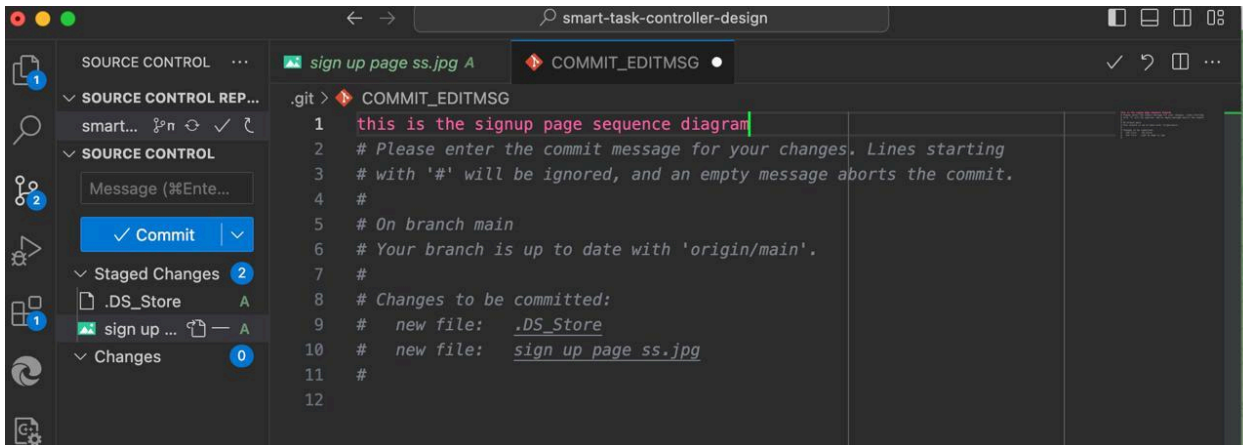 smart-task-controller-design
SOURCE CONTROL ...
sign up page ss.jpg A
COMMIT_EDITMSG
1
SOURCE CONTROL REP...
.git > COMMIT_EDITMSG
smart...
1 this is the signup page sequence diagram
SOURCE CONTROL
2 # Please enter the commit message for your changes. Lines starting
3 # with '#' will be ignored, and an empty message aborts the commit.
Message (⌘Ente...
2
4 #
Commit
5 # On branch main
6 # Your branch is up to date with 'origin/main'.
Staged Changes 2
7 #
.DS_Store A
8 # Changes to be committed:
1
sign up ... A
9 # new file: .DS_Store
Changes 0
10 # new file: sign up page ss.jpg
11 #
12